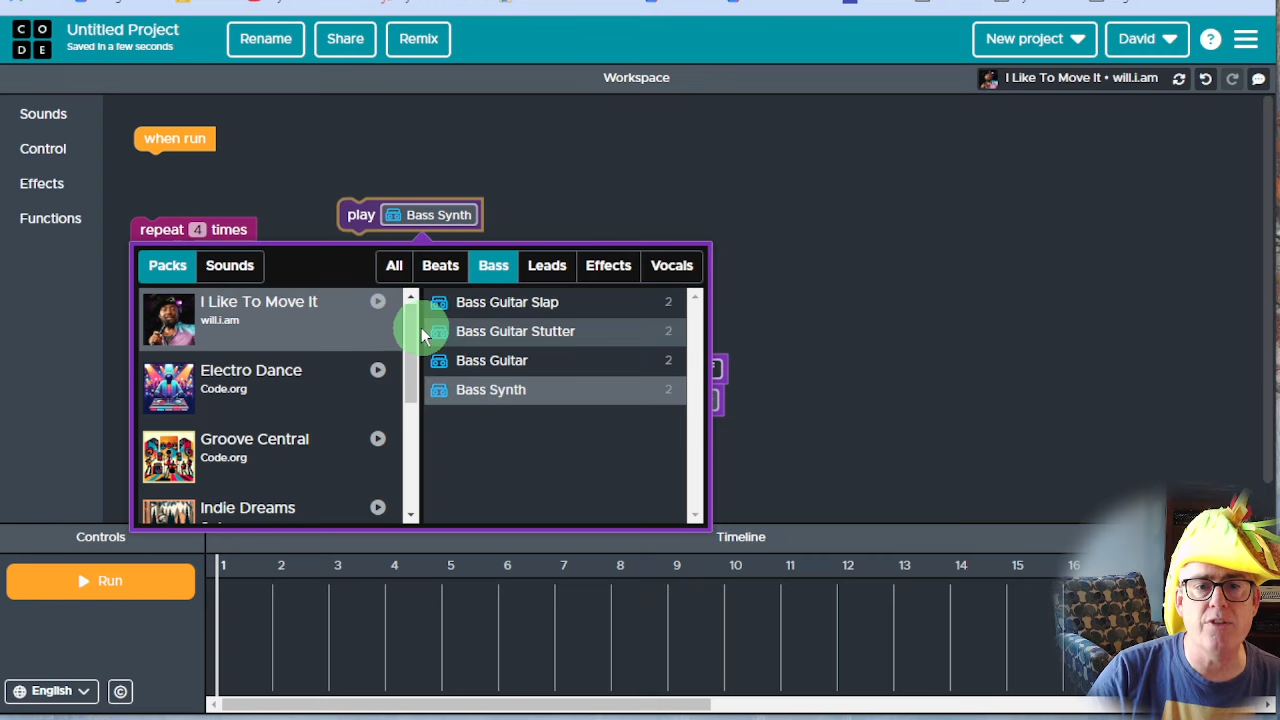 CODE
Untitled Project
Saved in a few seconds
Rename
Share
Remix
New project
David
?
Workspace
I Like To Move It • will.i.am
Sounds
Control
Effects
Functions
when run
play Bass Synth
repeat 4 times
Packs
Sounds
All
Beats
Bass
Leads
Effects
Vocals
I Like To Move It
will.i.am
Electro Dance
Code.org
Groove Central
Code.org
Indie Dreams
Bass Guitar Slap 2
Bass Guitar Stutter 2
Bass Guitar 2
Bass Synth 2
Controls
Timeline
Run
1 2 3 4 5 6 7 8 9 10 11 12 13 14 15 16
English
©